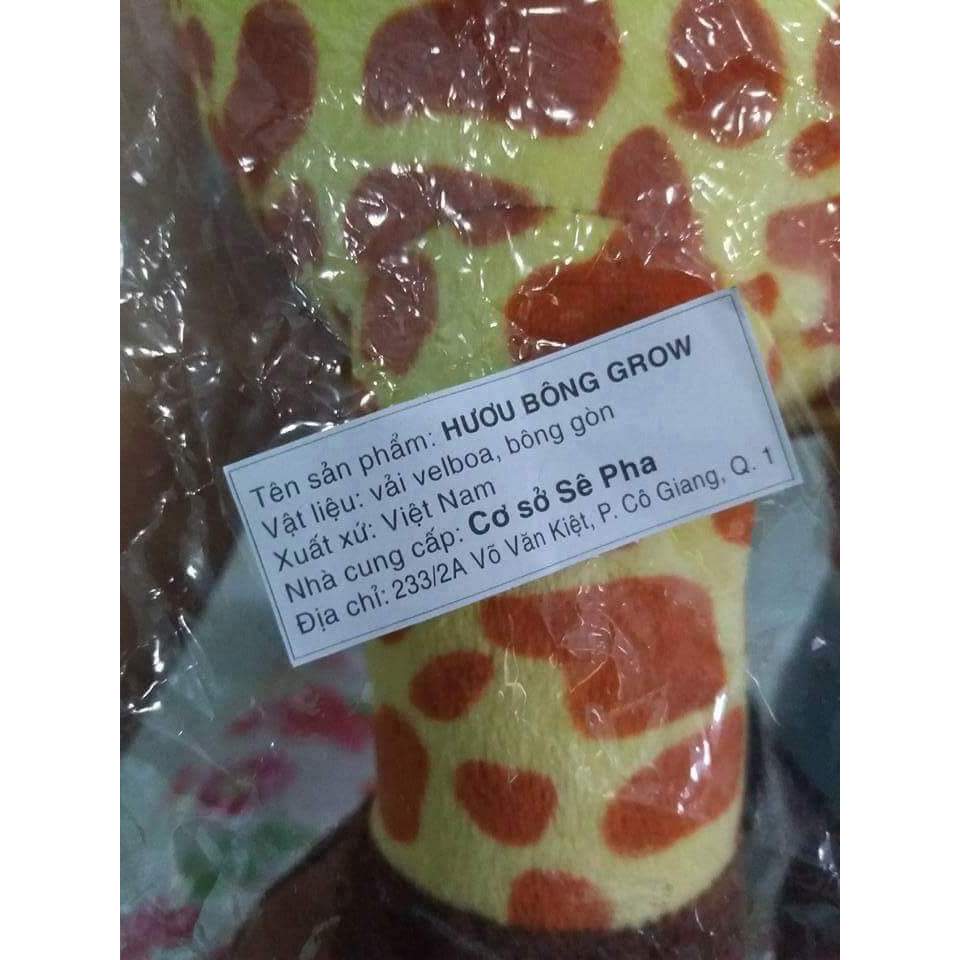 Tên sản phẩm: HƯƠU BÔNG GROW
Vật liệu: vải velboa, bông gòn
Xuất xứ: Việt Nam
Nhà cung cấp: Cơ sở Sê Pha
Địa chỉ: 233/2A Võ Văn Kiệt, P. Cô Giang, Q. 1